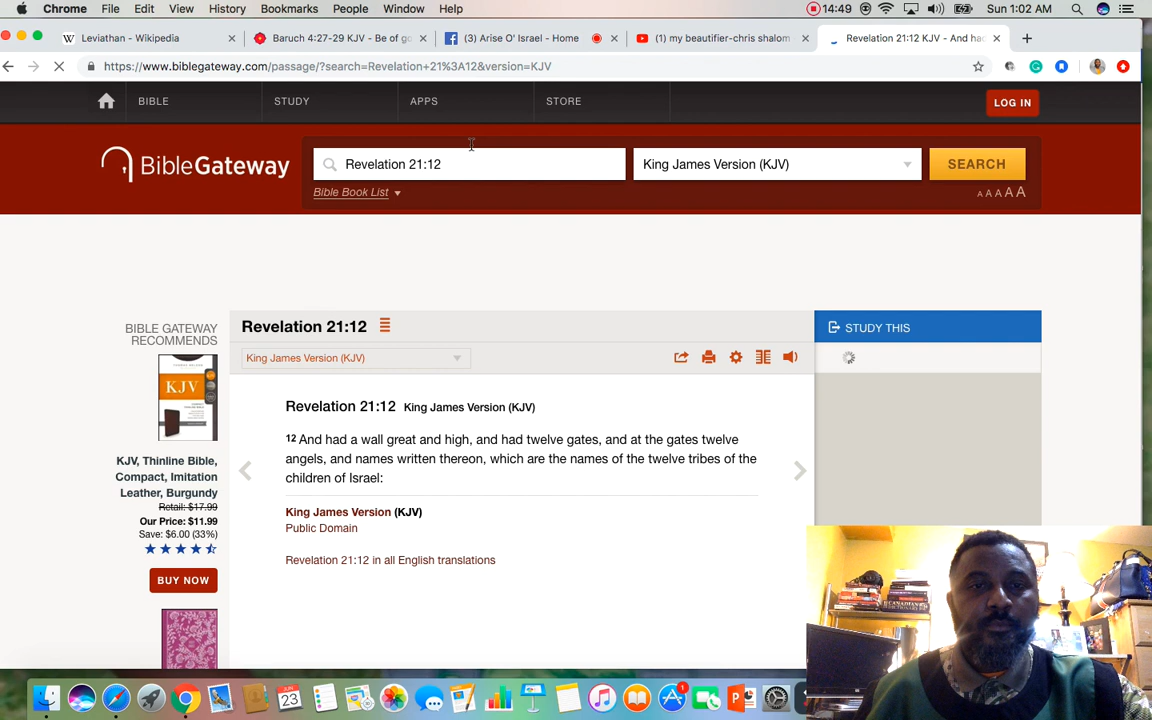 Chrome File Edit View History Bookmarks People Window Help 14:49 Sun 1:02 AM
Leviathan - Wikipedia Baruch 4:27-29 KJV - Be of go (3) Arise O' Israel - Home (1) my beautifier-chris shalom Revelation 21:12 KJV - And ha
https://www.biblegateway.com/passage/?search=Revelation+21%3A12&version=KJV
BIBLE STUDY APPS STORE LOG IN
BibleGateway Revelation 21:12 King James Version (KJV) SEARCH
Bible Book List A A A A A
BIBLE GATEWAY
RECOMMENDS
Revelation 21:12
STUDY THIS
King James Version (KJV)
KJV
Revelation 21:12 King James Version (KJV)
12 And had a wall great and high, and had twelve gates, and at the gates twelve
angels, and names written thereon, which are the names of the twelve tribes of the
children of Israel:
King James Version (KJV)
Public Domain
Revelation 21:12 in all English translations
KJV, Thinline Bible,
Compact, Imitation
Leather, Burgundy
Retail: $17.99
Our Price: $11.99
Save: $6.00 (33%)
BUY NOW
JUN
23
1